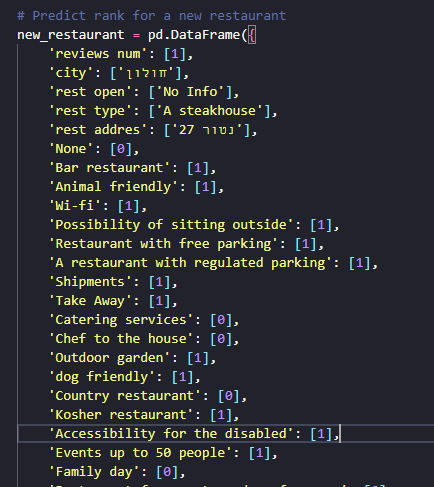 # Predict rank for a new restaurant
new_restaurant = pd.DataFrame({
'reviews num': [1],
'city': ['חולון'],
'rest open': ['No Info'],
'rest type': ['A steakhouse'],
'rest addres': ['27 נטור'],
'None': [0],
'Bar restaurant': [1],
'Animal friendly': [1],
'Wi-fi': [1],
'Possibility of sitting outside': [1],
'Restaurant with free parking': [1],
'A restaurant with regulated parking': [1],
'Shipments': [1],
'Take Away': [1],
'Catering services': [0],
'Chef to the house': [0],
'Outdoor garden': [1],
'dog friendly': [1],
'Country restaurant': [0],
'Kosher restaurant': [1],
'Accessibility for the disabled': [1],
'Events up to 50 people': [1],
'Family day': [0],